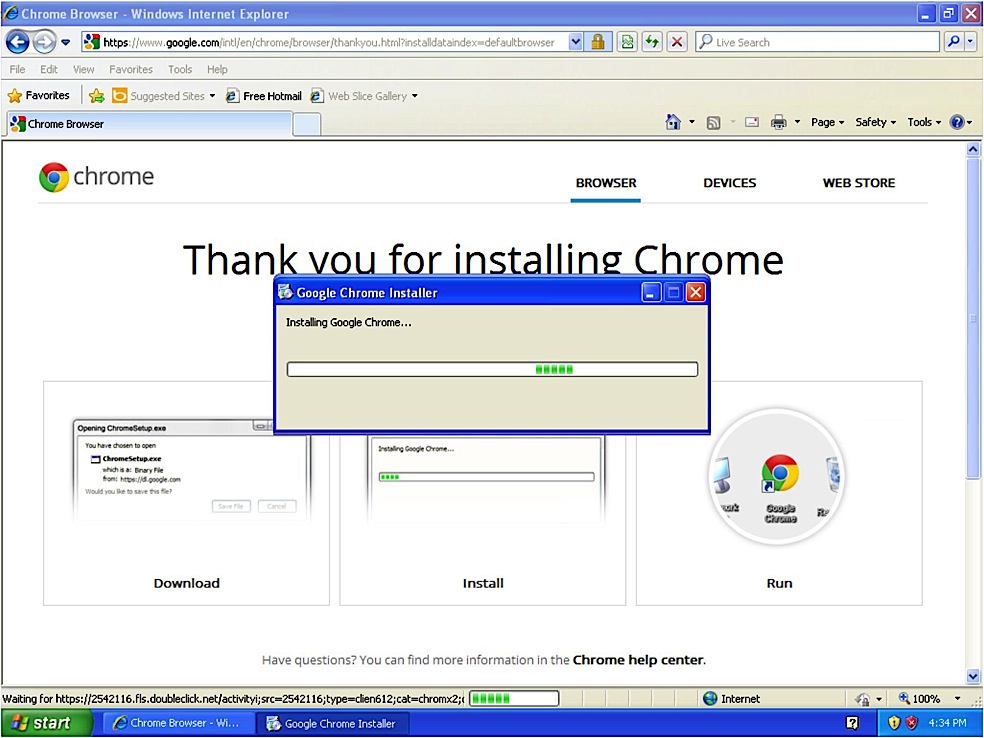 Chrome Browser - Windows Internet Explorer
https://www.google.com/intl/en/chrome/browser/thankyou.html?installdataindex=defaultbrowser
Live Search
File Edit View Favorites Tools Help
Favorites Suggested Sites Free Hotmail Web Slice Gallery
Chrome Browser Page Safety Tools
chrome BROWSER DEVICES WEB STORE
Thank you for installing Chrome
Google Chrome Installer
Installing Google Chrome...
Opening ChromeSetup.exe
You have chosen to open
ChromeSetup.exe
which is a: Binary File
from: https://dl.google.com
Would you like to save this file?
Save File Cancel
Installing Google Chrome...
Google
Chrome
Download Install Run
Have questions? You can find more information in the Chrome help center.
Waiting for https://2542116.fls.doubleclick.net/activityi;src=2542116;type=clien612;cat=chromx2; Internet 100%
start Chrome Browser - Wi... Google Chrome Installer 4:34 PM